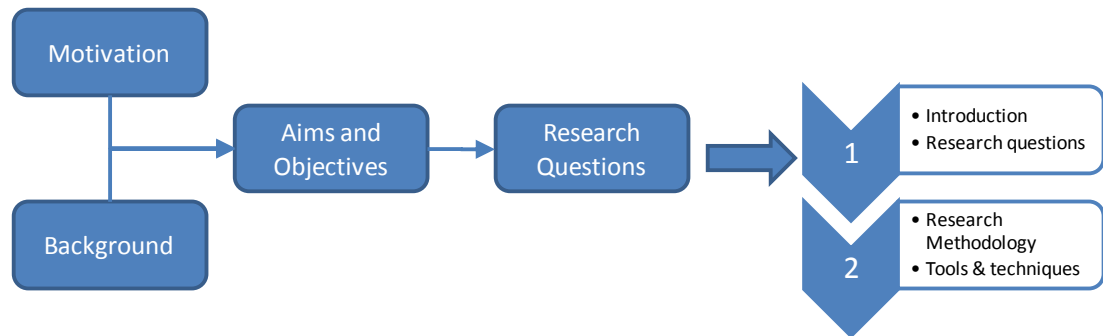 Motivation
Background
Aims and
Objectives
Research
Questions
1
• Introduction
• Research questions
2
• Research
Methodology
• Tools & techniques